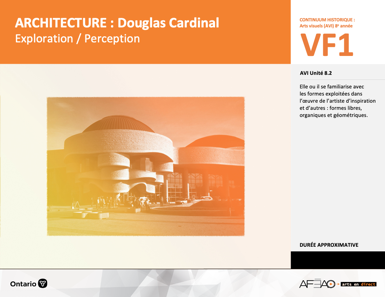 ARCHITECTURE : Douglas Cardinal
Exploration / Perception
CONTINUUM HISTORIQUE :
Arts visuels (AVI) 8e année
VF1
AVI Unité 8.2
Elle ou il se familiarise avec
les formes exploitées dans
l'œuvre de l'artiste d'inspiration
et d'autres : formes libres,
organiques et géométriques.
DURÉE APPROXIMATIVE
Ontario
AFÉAO - arts en direct